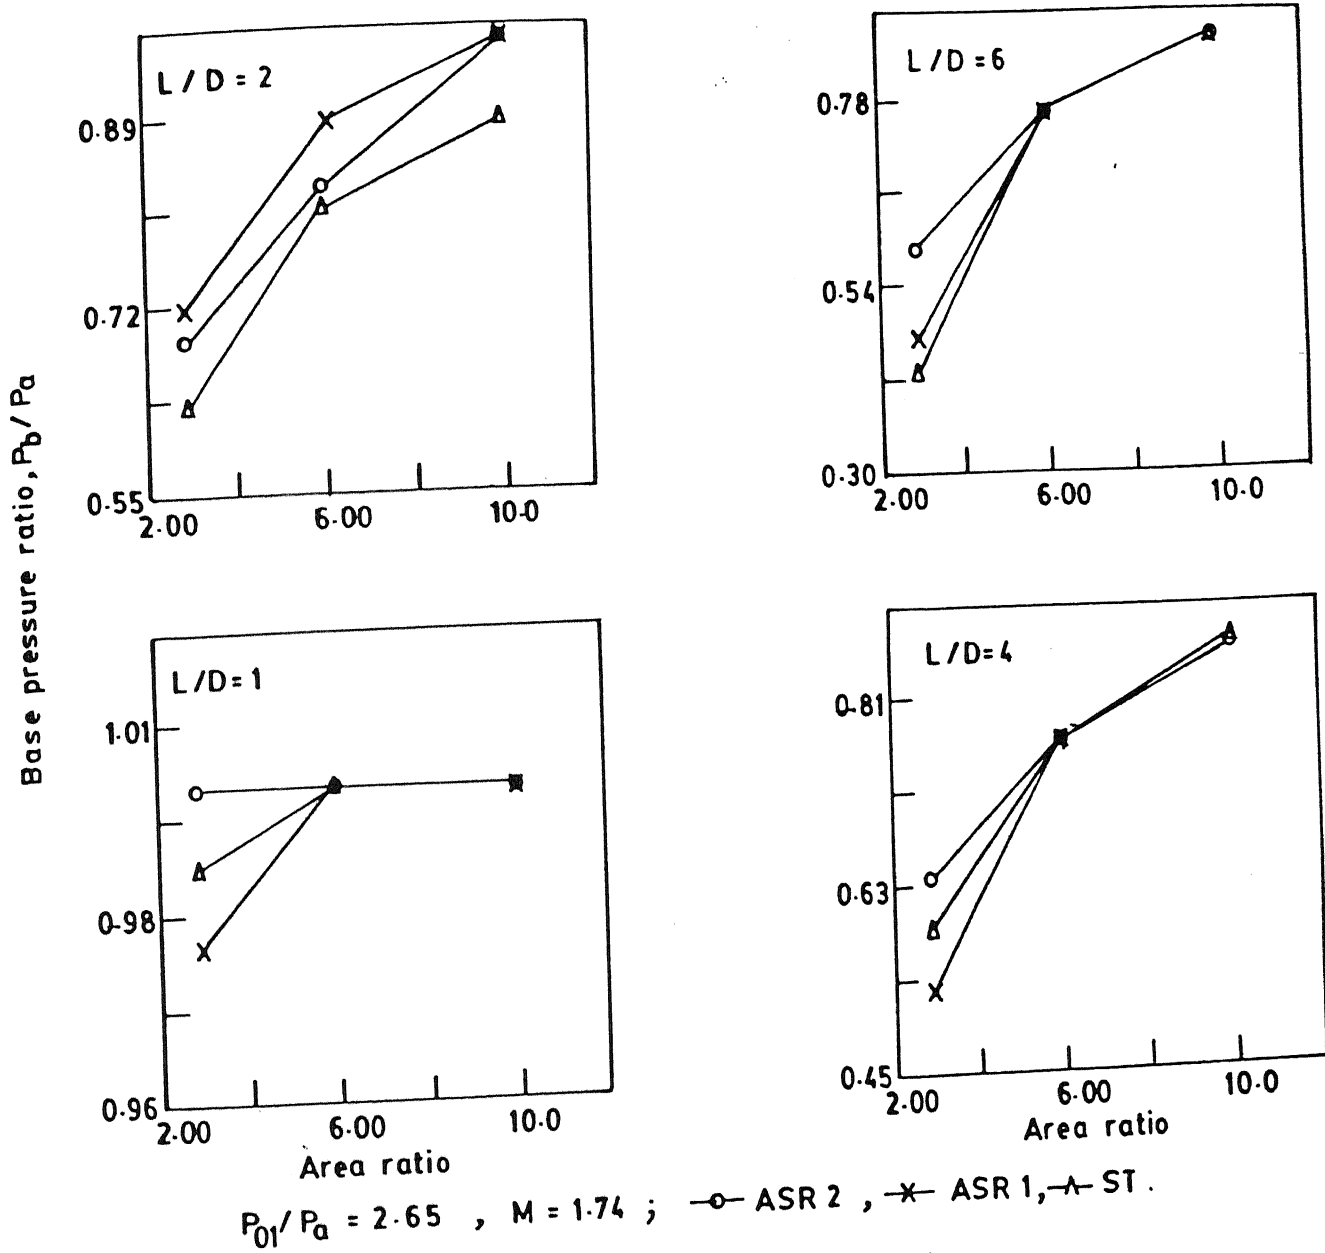 L / D = 2
0.89
0.72
0.55
2.00 6.00 10.0
L / D = 6
0.78
0.54
0.30
2.00 6.00 10.0
Base pressure ratio, Pb / Pa
L / D = 1
1.01
0.98
0.96
2.00 6.00 10.0
Area ratio
L / D = 4
0.81
0.63
0.45
2.00 6.00 10.0
Area ratio
P01 / Pa = 2.65 , M = 1.74 ; ASR 2 , ASR 1, ST .